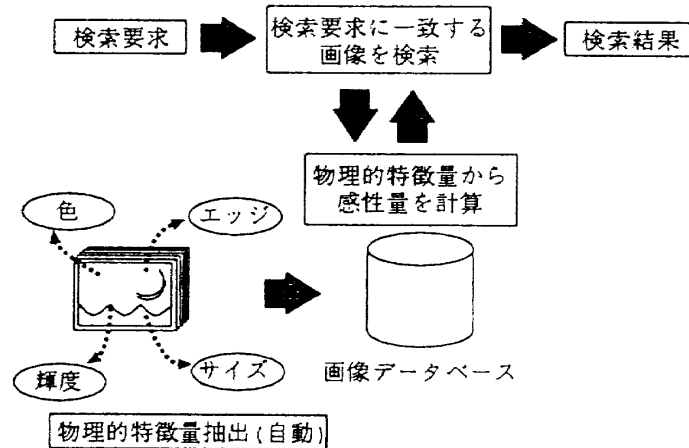 検索要求
検索要求に一致する
画像を検索
検索結果
物理的特徴量から
感性量を計算
色
エッジ
輝度
サイズ
画像データベース
物理的特徴量抽出(自動)